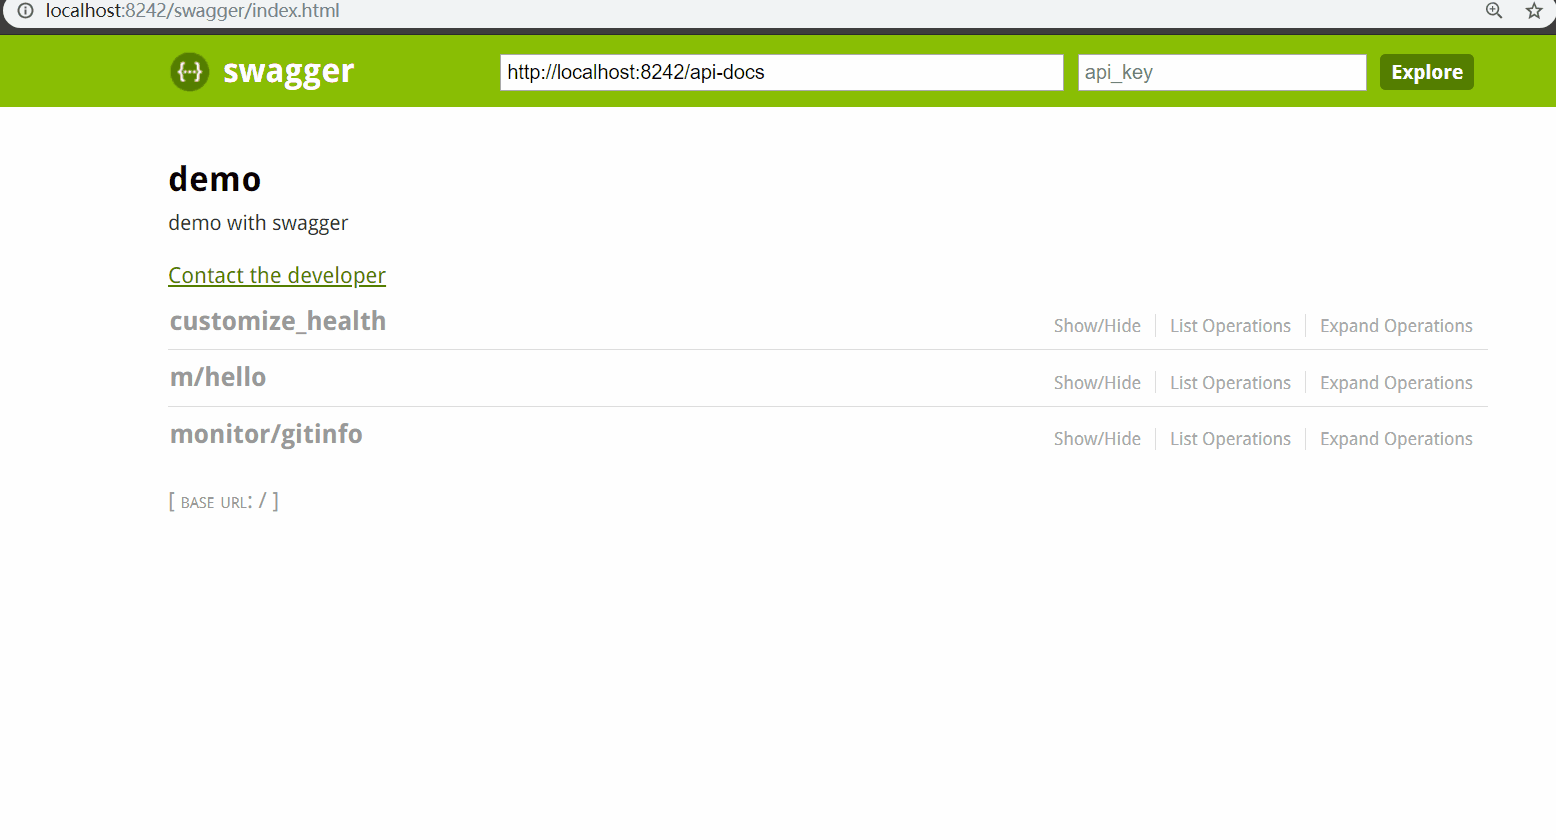 localhost:8242/swagger/index.html
{···} swagger http://localhost:8242/api-docs api_key Explore
demo
demo with swagger
Contact the developer
customize_health Show/Hide List Operations Expand Operations
m/hello Show/Hide List Operations Expand Operations
monitor/gitinfo Show/Hide List Operations Expand Operations
[ BASE URL: / ]